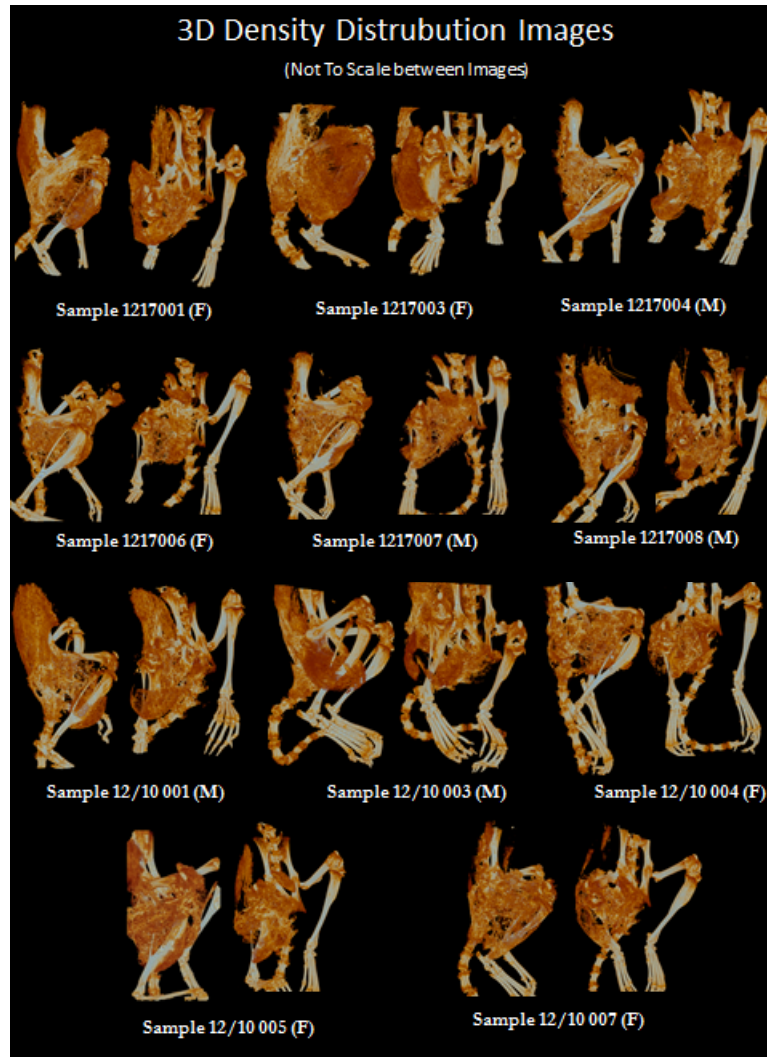 3D Density Distrubution Images
(Not To Scale between Images)
Sample 1217001 (F)
Sample 1217003 (F)
Sample 1217004 (M)
Sample 1217006 (F)
Sample 1217007 (M)
Sample 1217008 (M)
Sample 12/10 001 (M)
Sample 12/10 003 (M)
Sample 12/10 004 (F)
Sample 12/10 005 (F)
Sample 12/10 007 (F)